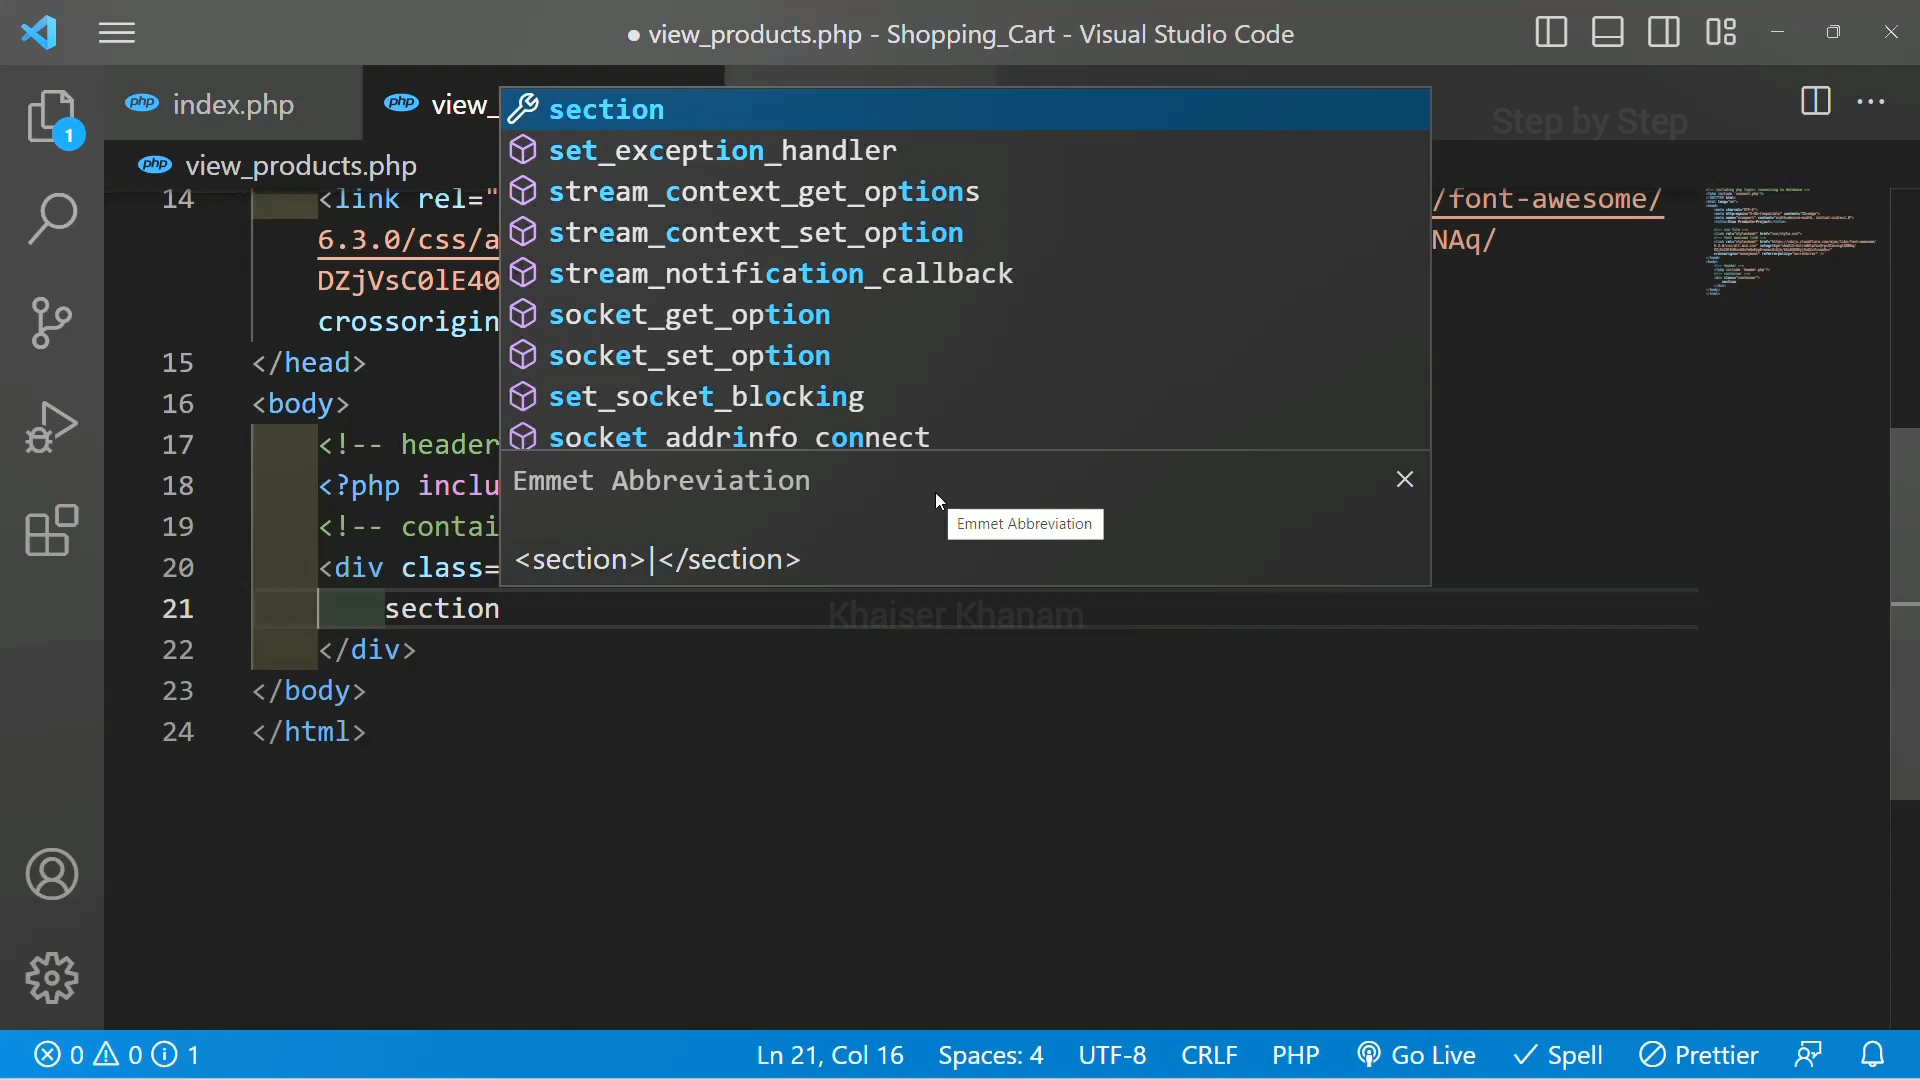 ● view_products.php - Shopping_Cart - Visual Studio Code
php index.php
php view_
Step by Step
php view_products.php
section
set_exception_handler
stream_context_get_options
stream_context_set_option
stream_notification_callback
socket_get_option
socket_set_option
set_socket_blocking
socket_addrinfo_connect
Emmet Abbreviation
Emmet Abbreviation
<section>|</section>
14 <link rel=" /font-awesome/
6.3.0/css/a NAq/
DZjVsC0lE40
crossorigin
15 </head>
16 <body>
17 <!-- header
18 <?php inclu
19 <!-- contai
20 <div class=
21 section
Khaiser Khanam
22 </div>
23 </body>
24 </html>
1
0 0 1 Ln 21, Col 16 Spaces: 4 UTF-8 CRLF PHP Go Live Spell Prettier